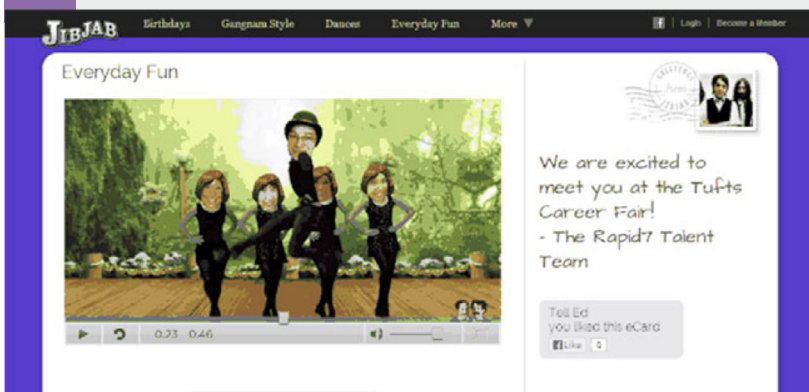 JIBJAB
Birthdays Gangnam Style Dances Everyday Fun More
Login Become a Member
Everyday Fun
We are excited to
meet you at the Tufts
Career Fair!
- The Rapid7 Talent
Team
0:23 0:46
Tell Ed
you liked this eCard
Like 0